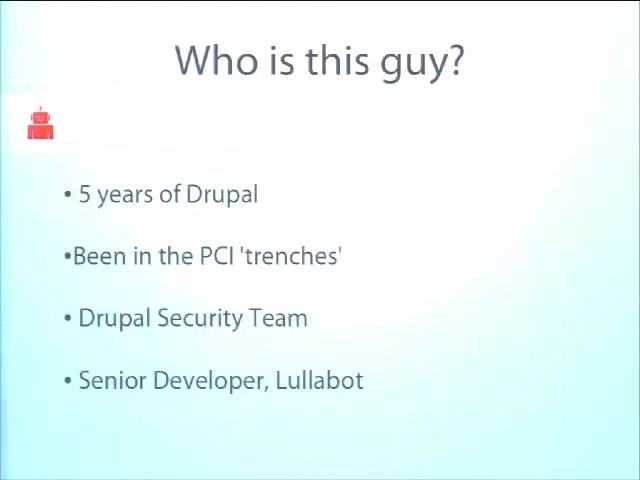 Who is this guy?
• 5 years of Drupal
•Been in the PCI 'trenches'
• Drupal Security Team
• Senior Developer, Lullabot